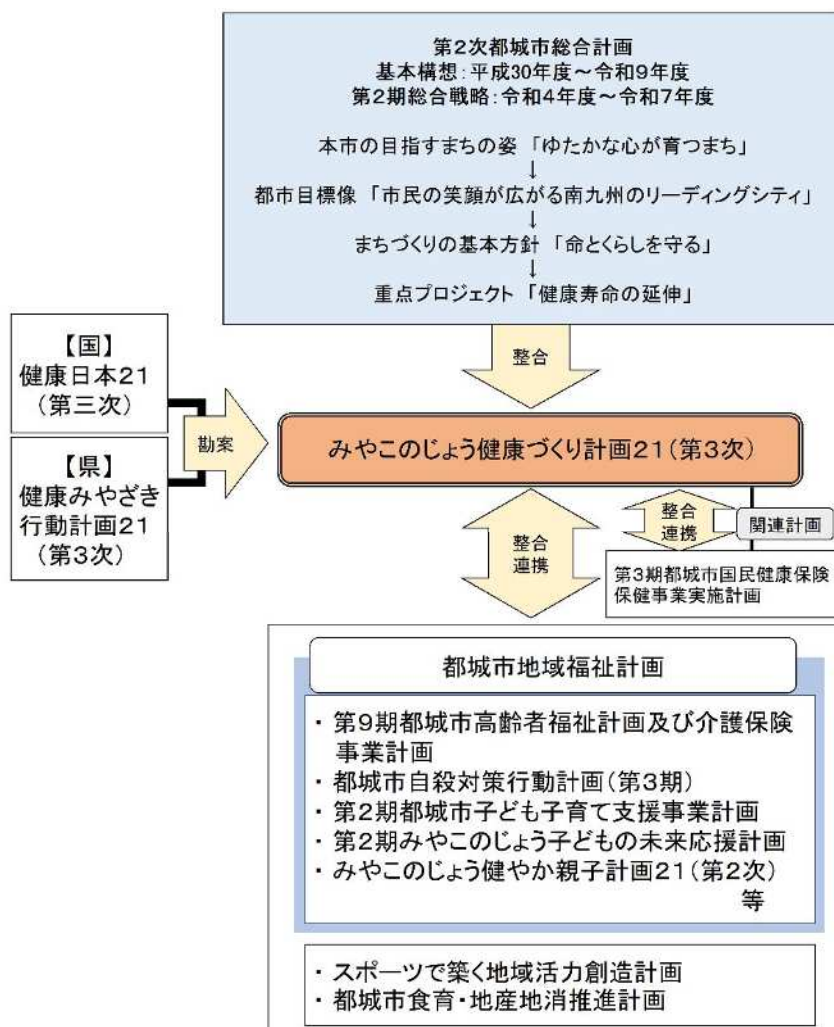 第2次都城市総合計画
基本構想：平成30年度～令和9年度
第2期総合戦略：令和4年度～令和7年度
本市の目指すまちの姿 「ゆたかな心が育つまち」
↓
都市目標像 「市民の笑顔が広がる南九州のリーディングシティ」
↓
まちづくりの基本方針 「命とくらしを守る」
↓
重点プロジェクト 「健康寿命の延伸」
整合
【国】
健康日本21
（第三次）
【県】
健康みやざき
行動計画21
（第3次）
勘案
みやこのじょう健康づくり計画21（第3次）
整合
連携
整合
連携
関連計画
第3期都城市国民健康保険
保健事業実施計画
都城市地域福祉計画
・ 第9期都城市高齢者福祉計画及び介護保険
事業計画
・ 都城市自殺対策行動計画（第3期）
・ 第2期都城市子ども子育て支援事業計画
・ 第2期みやこのじょう子どもの未来応援計画
・ みやこのじょう健やか親子計画21（第2次）
等
・ スポーツで築く地域活力創造計画
・ 都城市食育・地産地消推進計画